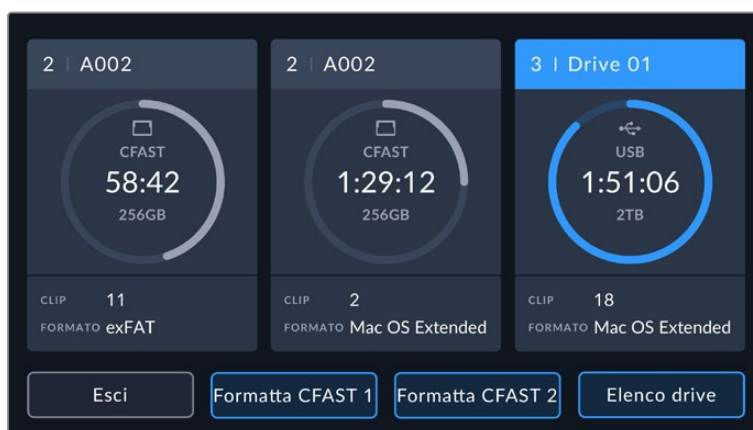 2 | A002
CFAST
58:42
256GB
CLIP 11
FORMATO exFAT
2 | A002
CFAST
1:29:12
256GB
CLIP 2
FORMATO Mac OS Extended
3 | Drive 01
USB
1:51:06
2TB
CLIP 18
FORMATO Mac OS Extended
Esci
Formatta CFAST 1
Formatta CFAST 2
Elenco drive